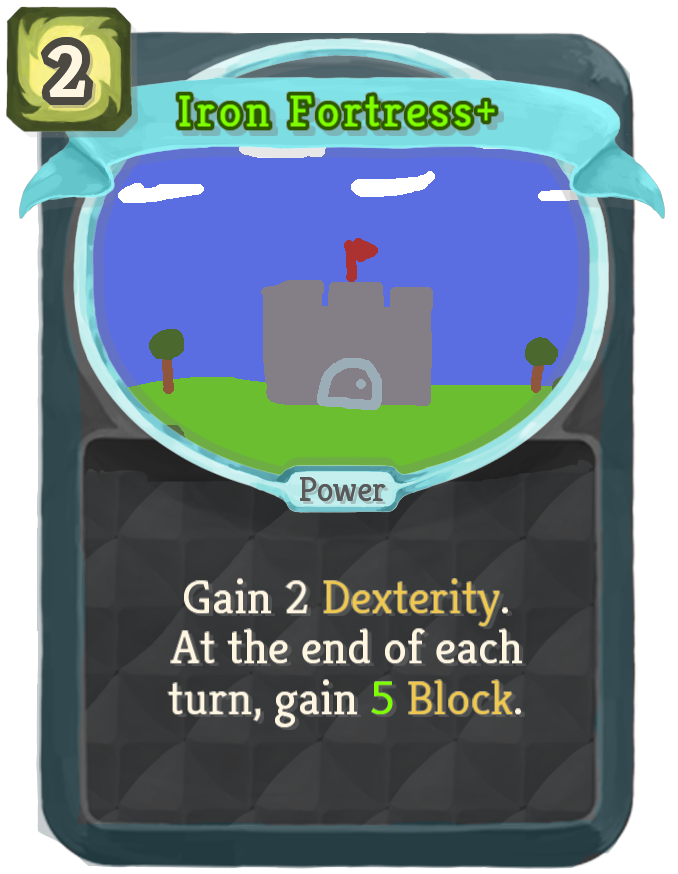 2
Iron Fortress+
Power
Gain 2 Dexterity.
At the end of each
turn, gain 5 Block.